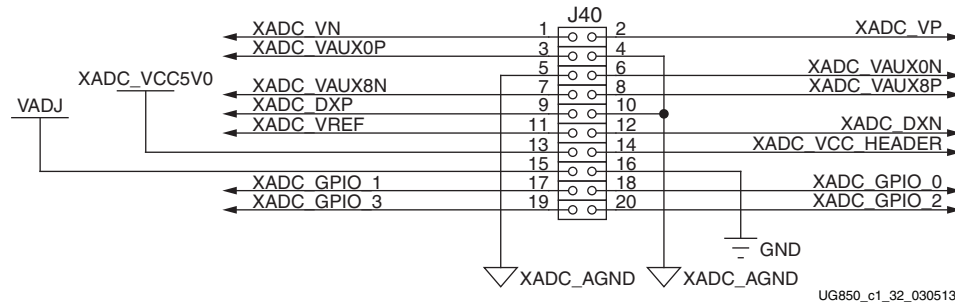 J40
XADC_VN 1 2 XADC_VP
XADC_VAUX0P 3 4
5 6 XADC_VAUX0N
XADC_VCC5V0
XADC_VAUX8N 7 8 XADC_VAUX8P
VADJ
XADC_DXP 9 10
XADC_VREF 11 12 XADC_DXN
13 14 XADC_VCC_HEADER
15 16
XADC_GPIO_1 17 18 XADC_GPIO_0
XADC_GPIO_3 19 20 XADC_GPIO_2
GND
XADC_AGND XADC_AGND
UG850_c1_32_030513